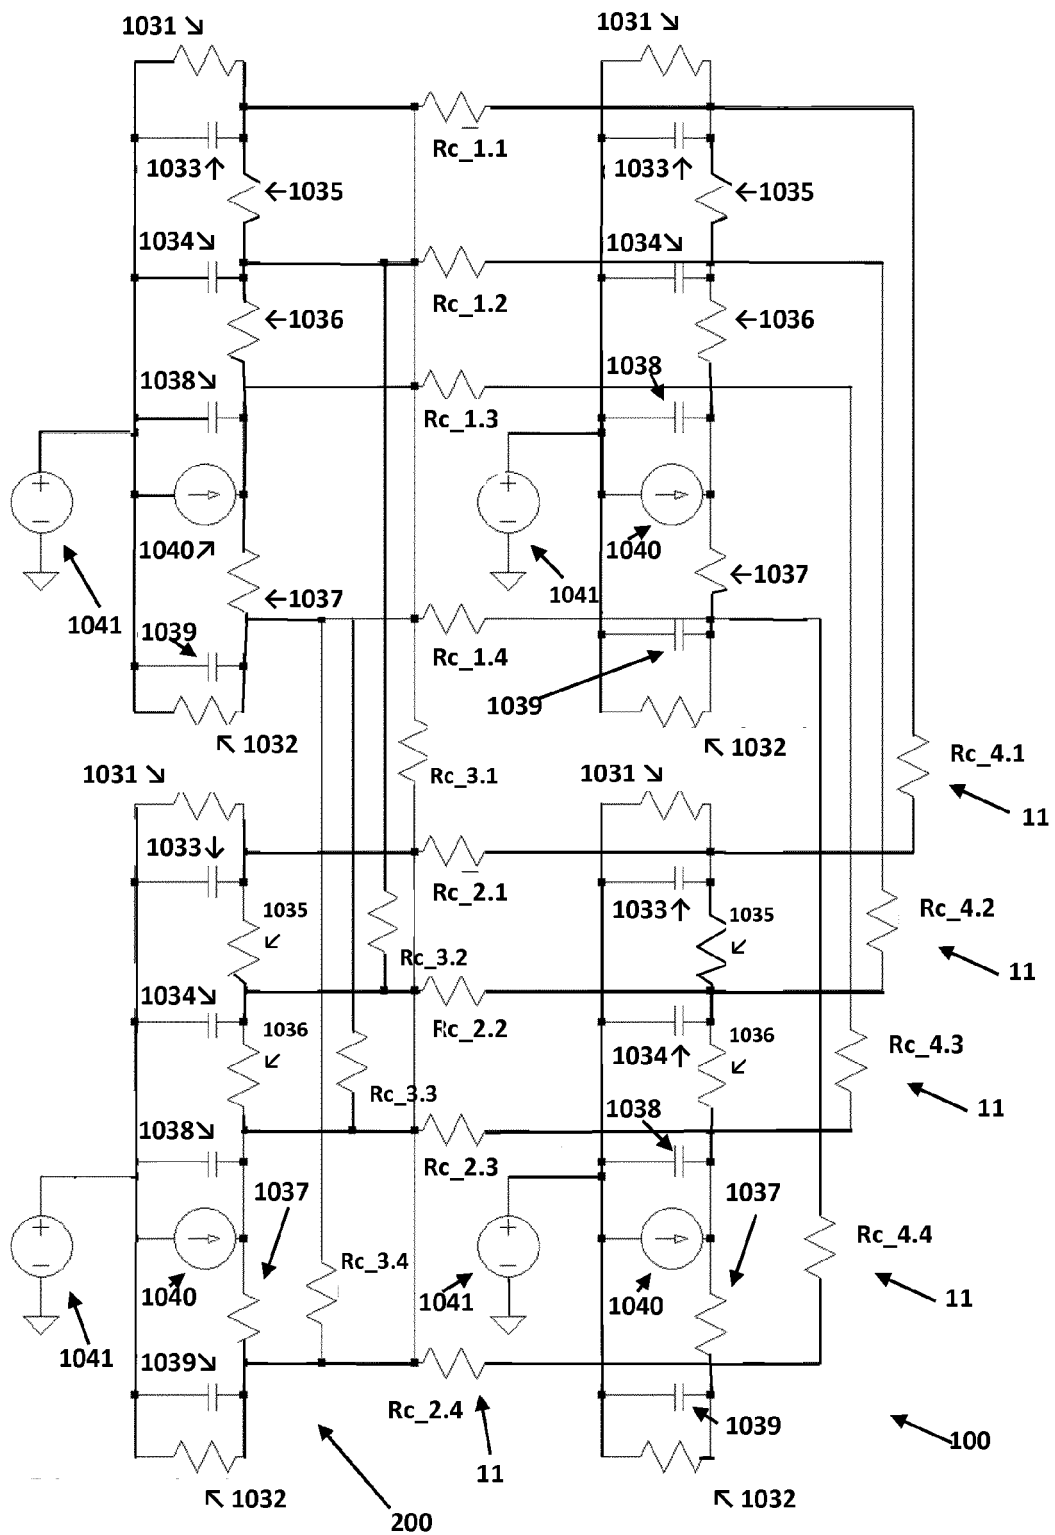 1031 ↘ 1031 ↘
Rc_1.1
1033↑ 1033↑
←1035 ←1035
1034↘ 1034↘
Rc_1.2
←1036 ←1036
1038↘ 1038
Rc_1.3
1040↗ 1040
←1037 ←1037
1041 1041
1039
Rc_1.4
1039
↖ 1032 ↖1032
Rc_3.1
Rc_4.1
11
1031 ↘ 1031 ↘
1033↓
Rc_2.1
1033↑
1035 1035
↙ ↙
Rc_4.2
11
Rc_3.2
1034↘
Rc_2.2
1036 1036
↙ ↙
1034↑
Rc_4.3
11
Rc_3.3
1038↘ 1038
Rc_2.3
1037 1037
Rc_3.4
Rc_4.4
11
1040 1041 1040
1041
1039↘
Rc_2.4
1039
11
100
↖1032 ↖1032
200